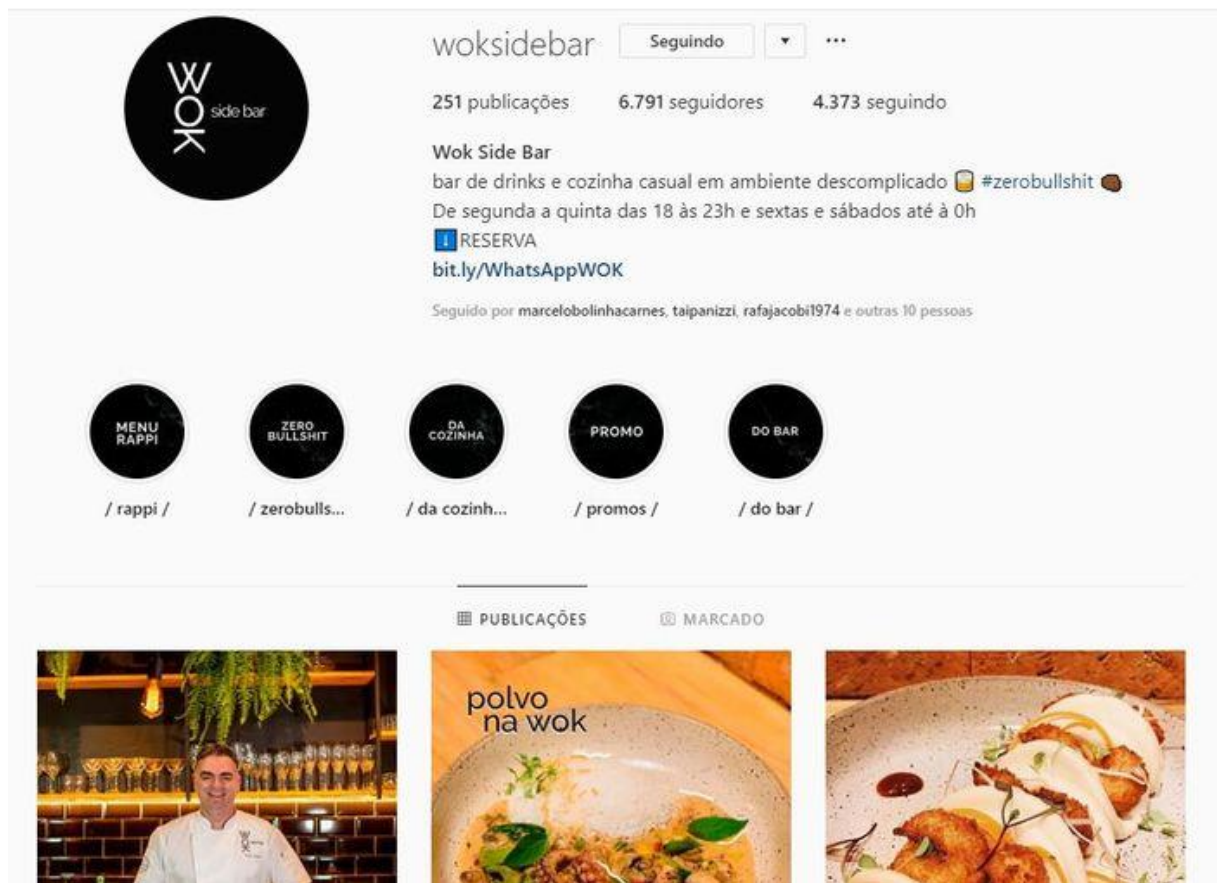 WOK side bar
woksidebar Seguindo
251 publicações 6.791 seguidores 4.373 seguindo
Wok Side Bar
bar de drinks e cozinha casual em ambiente descomplicado #zerobullshit
De segunda a quinta das 18 às 23h e sextas e sábados até à 0h
RESERVA
bit.ly/WhatsAppWOK
Seguido por marcelobolinhacarnes, taipanizzi, rafajacobi1974 e outras 10 pessoas
MENU
RAPPI
ZERO
BULLSHIT
DA
COZINHA
PROMO
DO BAR
/ rappi /
/ zerobulls...
/ da cozinh...
/ promos /
/ do bar /
PUBLICAÇÕES MARCADO
polvo
na wok
WOK